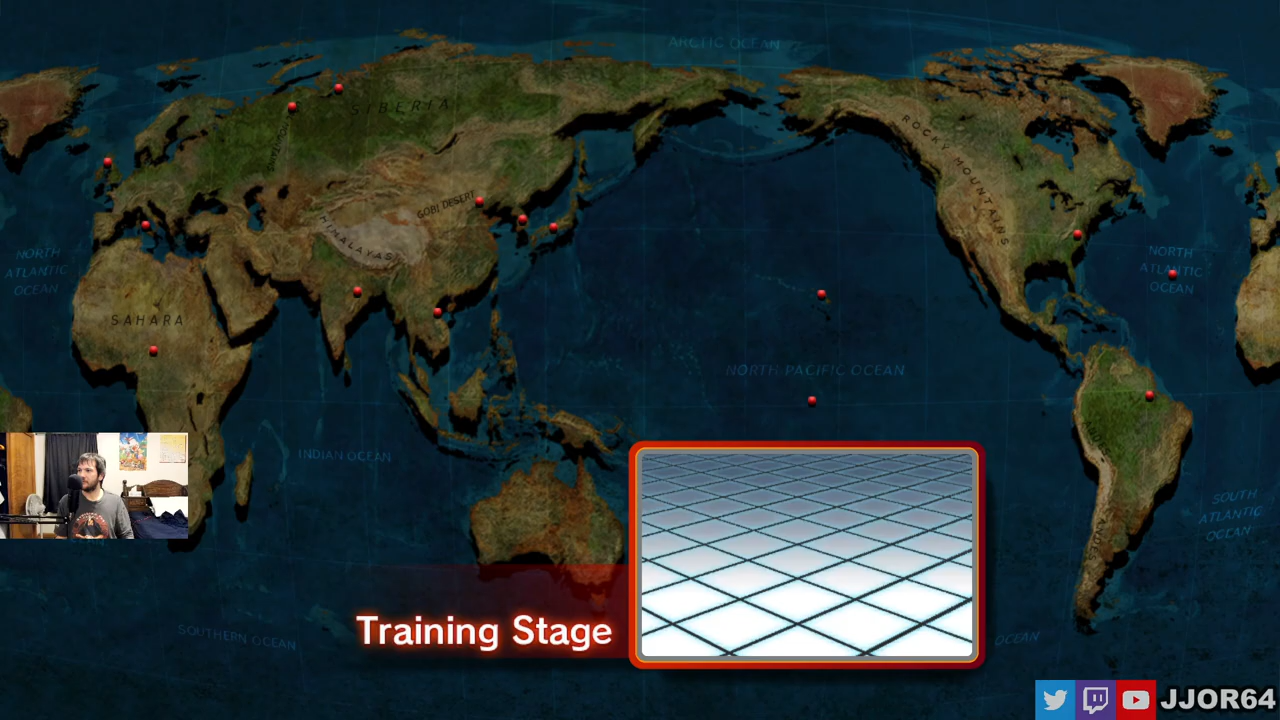 ARCTIC OCEAN
SIBERIA
ROCKY MOUNTAINS
GOBI DESERT
HIMALAYAS
NORTH
ATLANTIC
OCEAN
NORTH
ATLANTIC
OCEAN
SAHARA
NORTH PACIFIC OCEAN
INDIAN OCEAN
SOUTH
ATLANTIC
OCEAN
ANDES
Training Stage
SOUTHERN OCEAN
OCEAN
JJOR64